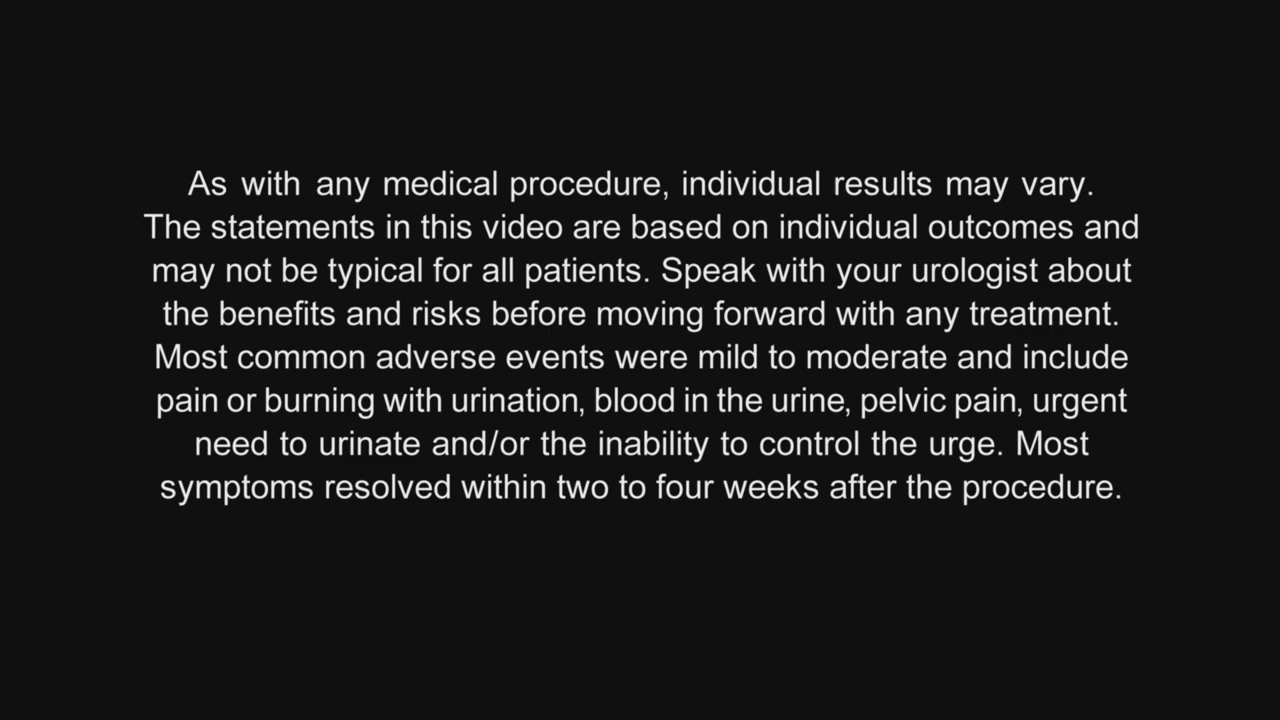 As with any medical procedure, individual results may vary.
The statements in this video are based on individual outcomes and
may not be typical for all patients. Speak with your urologist about
the benefits and risks before moving forward with any treatment.
Most common adverse events were mild to moderate and include
pain or burning with urination, blood in the urine, pelvic pain, urgent
need to urinate and/or the inability to control the urge. Most
symptoms resolved within two to four weeks after the procedure.